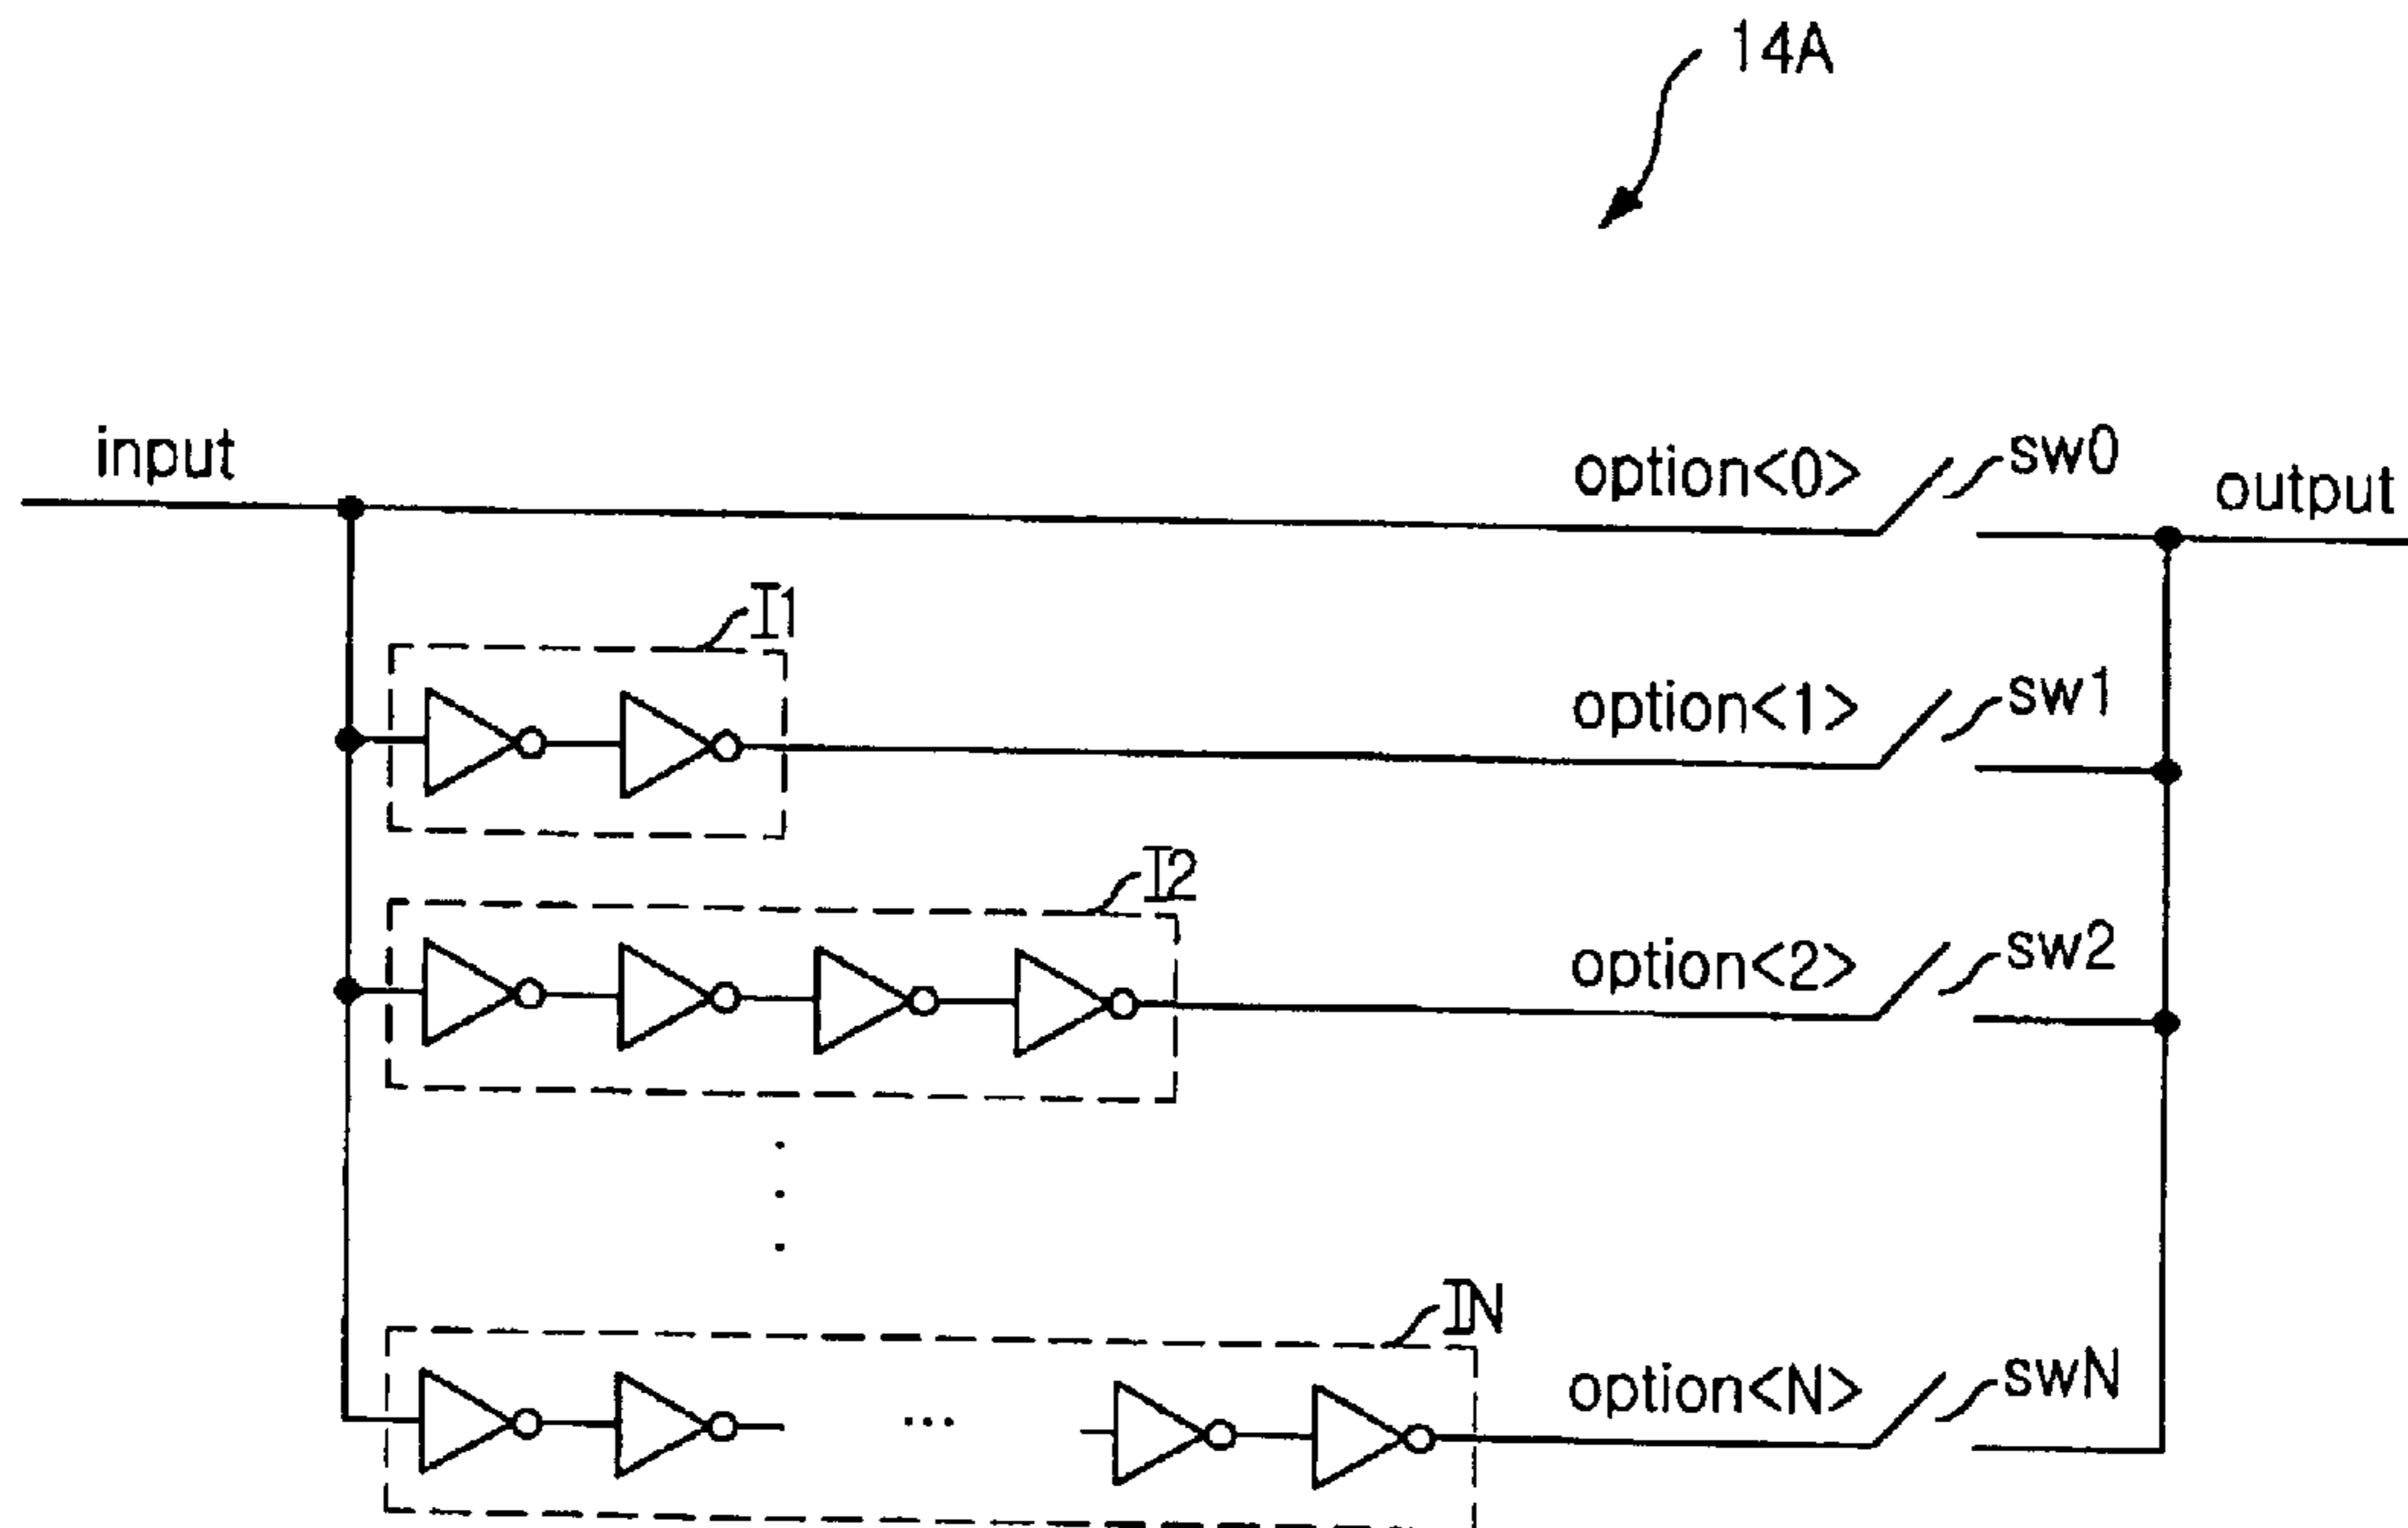 14A
input
option<0>
sw0
output
I1
option<1>
sw1
I2
option<2>
sw2
...
IN
option<N>
swN